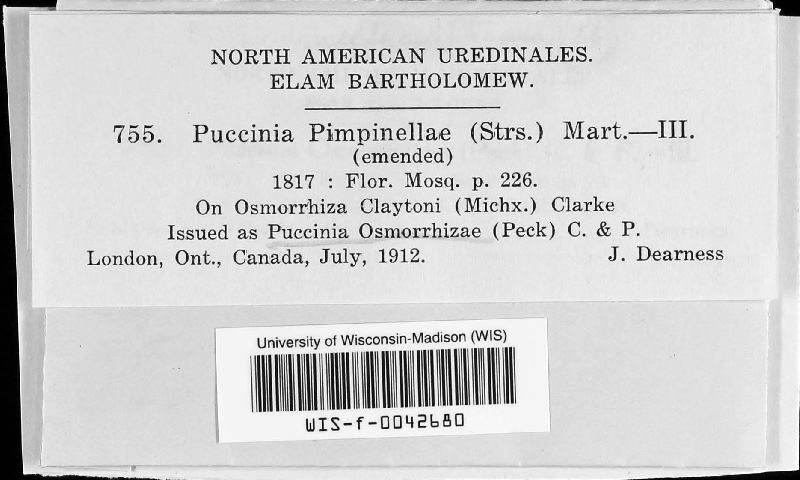 NORTH AMERICAN UREDINALES.
ELAM BARTHOLOMEW.
755. Puccinia Pimpinellae (Strs.) Mart.—III.
(emended)
1817 : Flor. Mosq. p. 226.
On Osmorrhiza Claytoni (Michx.) Clarke
Issued as Puccinia Osmorrhizae (Peck) C. & P.
London, Ont., Canada, July, 1912. J. Dearness
University of Wisconsin-Madison (WIS)
WIS-f-0042680